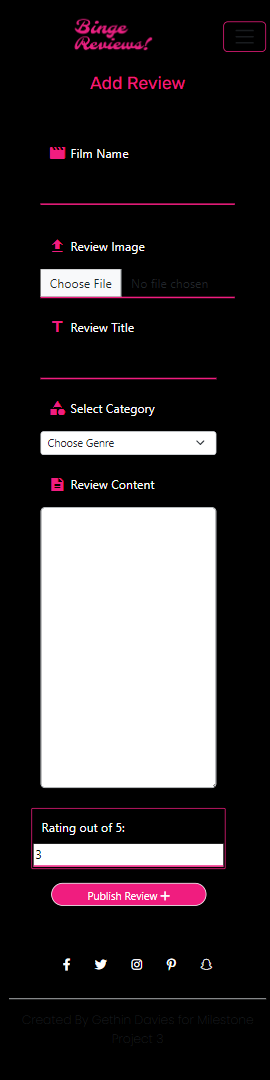 Binge
Reviews!
Add Review
Film Name
Review Image
Choose File No file chosen
Review Title
Select Category
Choose Genre
Review Content
Rating out of 5:
3
Publish Review +
Created By Gethin Davies for Milestone
Project 3